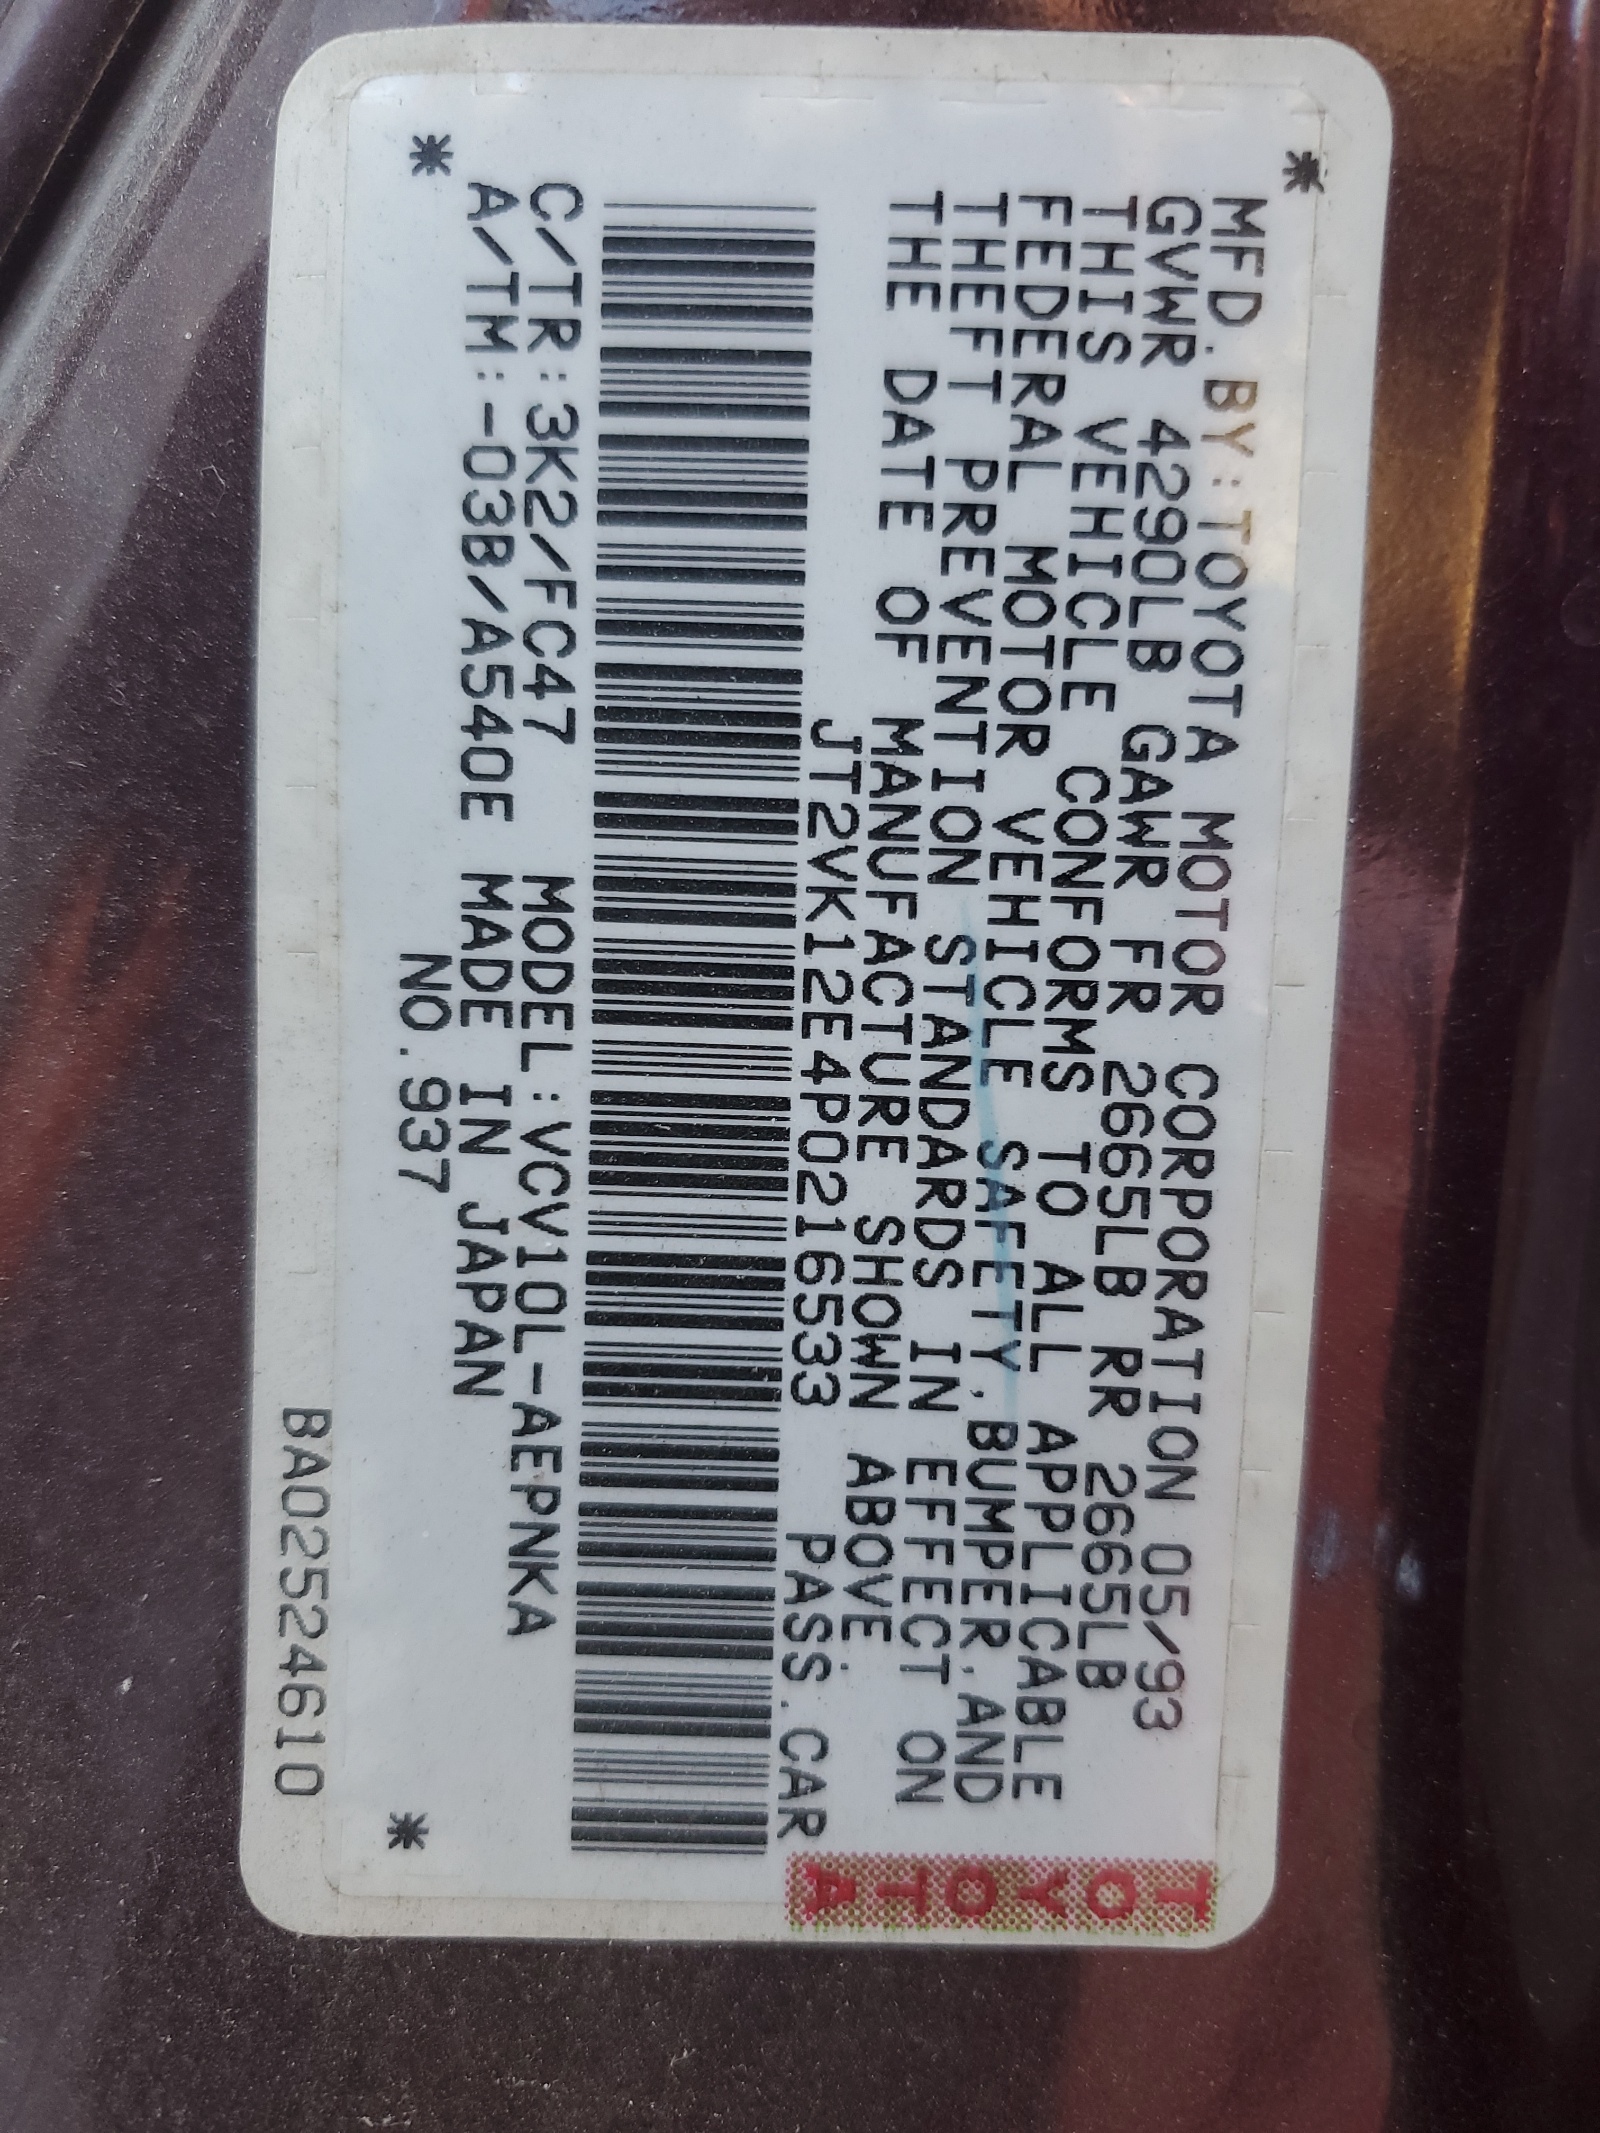 * MFD. BY:TOYOTA MOTOR CORPORATION 05/93
GVWR 4290LB GAWR FR 2665LB RR 2665LB
THIS VEHICLE CONFORMS TO ALL APPLICABLE
FEDERAL MOTOR VEHICLE SAFETY,BUMPER,AND
THEFT PREVENTION STANDARDS IN EFFECT ON
THE DATE OF MANUFACTURE SHOWN ABOVE.
JT2VK12E4P0216533 PASS.CAR
TOYOTA
C/TR:3K2/FC47 MODEL:VCV10L-AEPNKA
A/TM:-03B/A540E MADE IN JAPAN
* NO.937 *
BA02524610